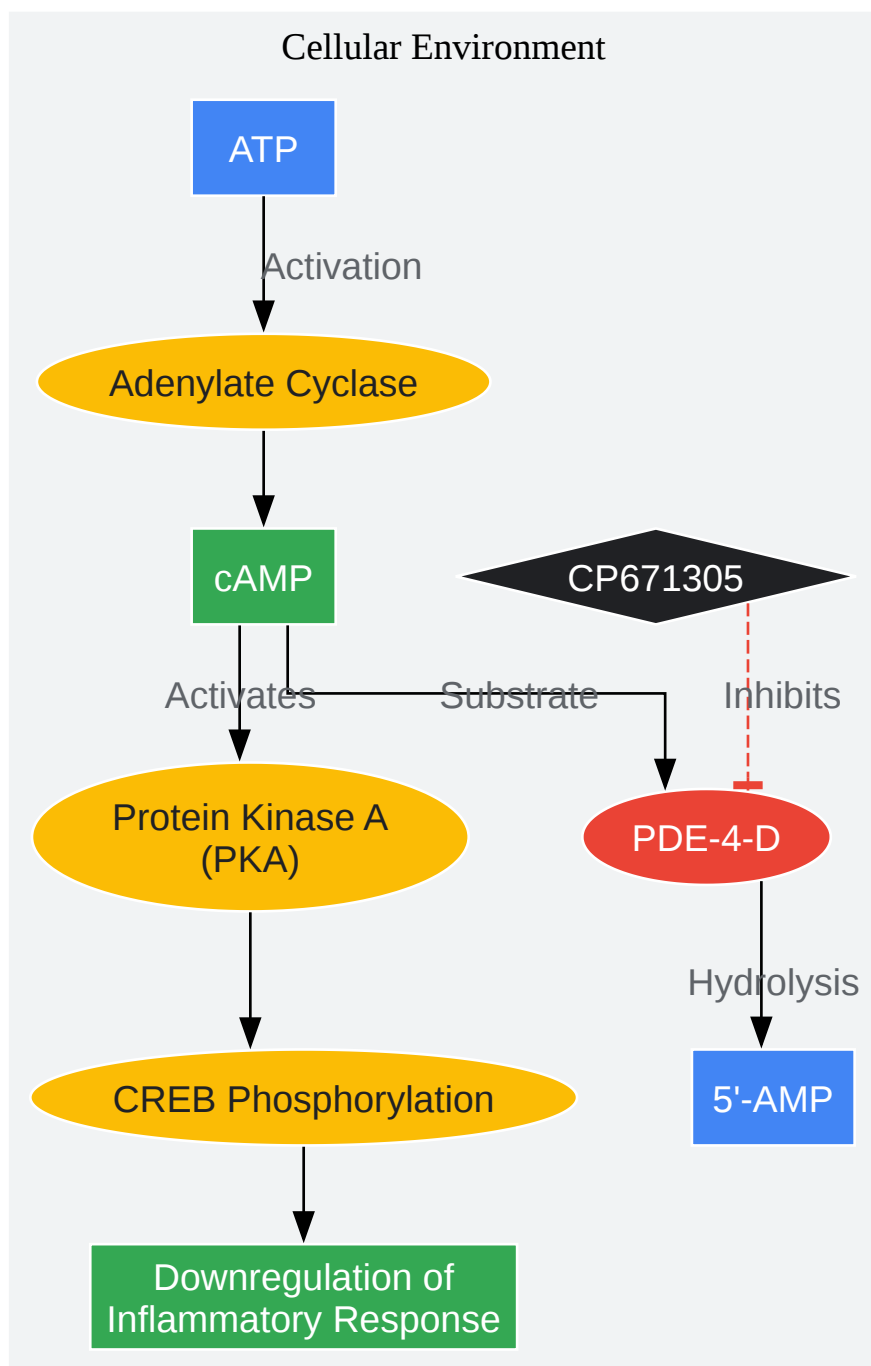 Cellular Environment
ATP
Activation
Adenylate Cyclase
cAMP
CP671305
Activates
Substrate
Inhibits
Protein Kinase A
(PKA)
PDE-4-D
Hydrolysis
CREB Phosphorylation
5'-AMP
Downregulation of
Inflammatory Response